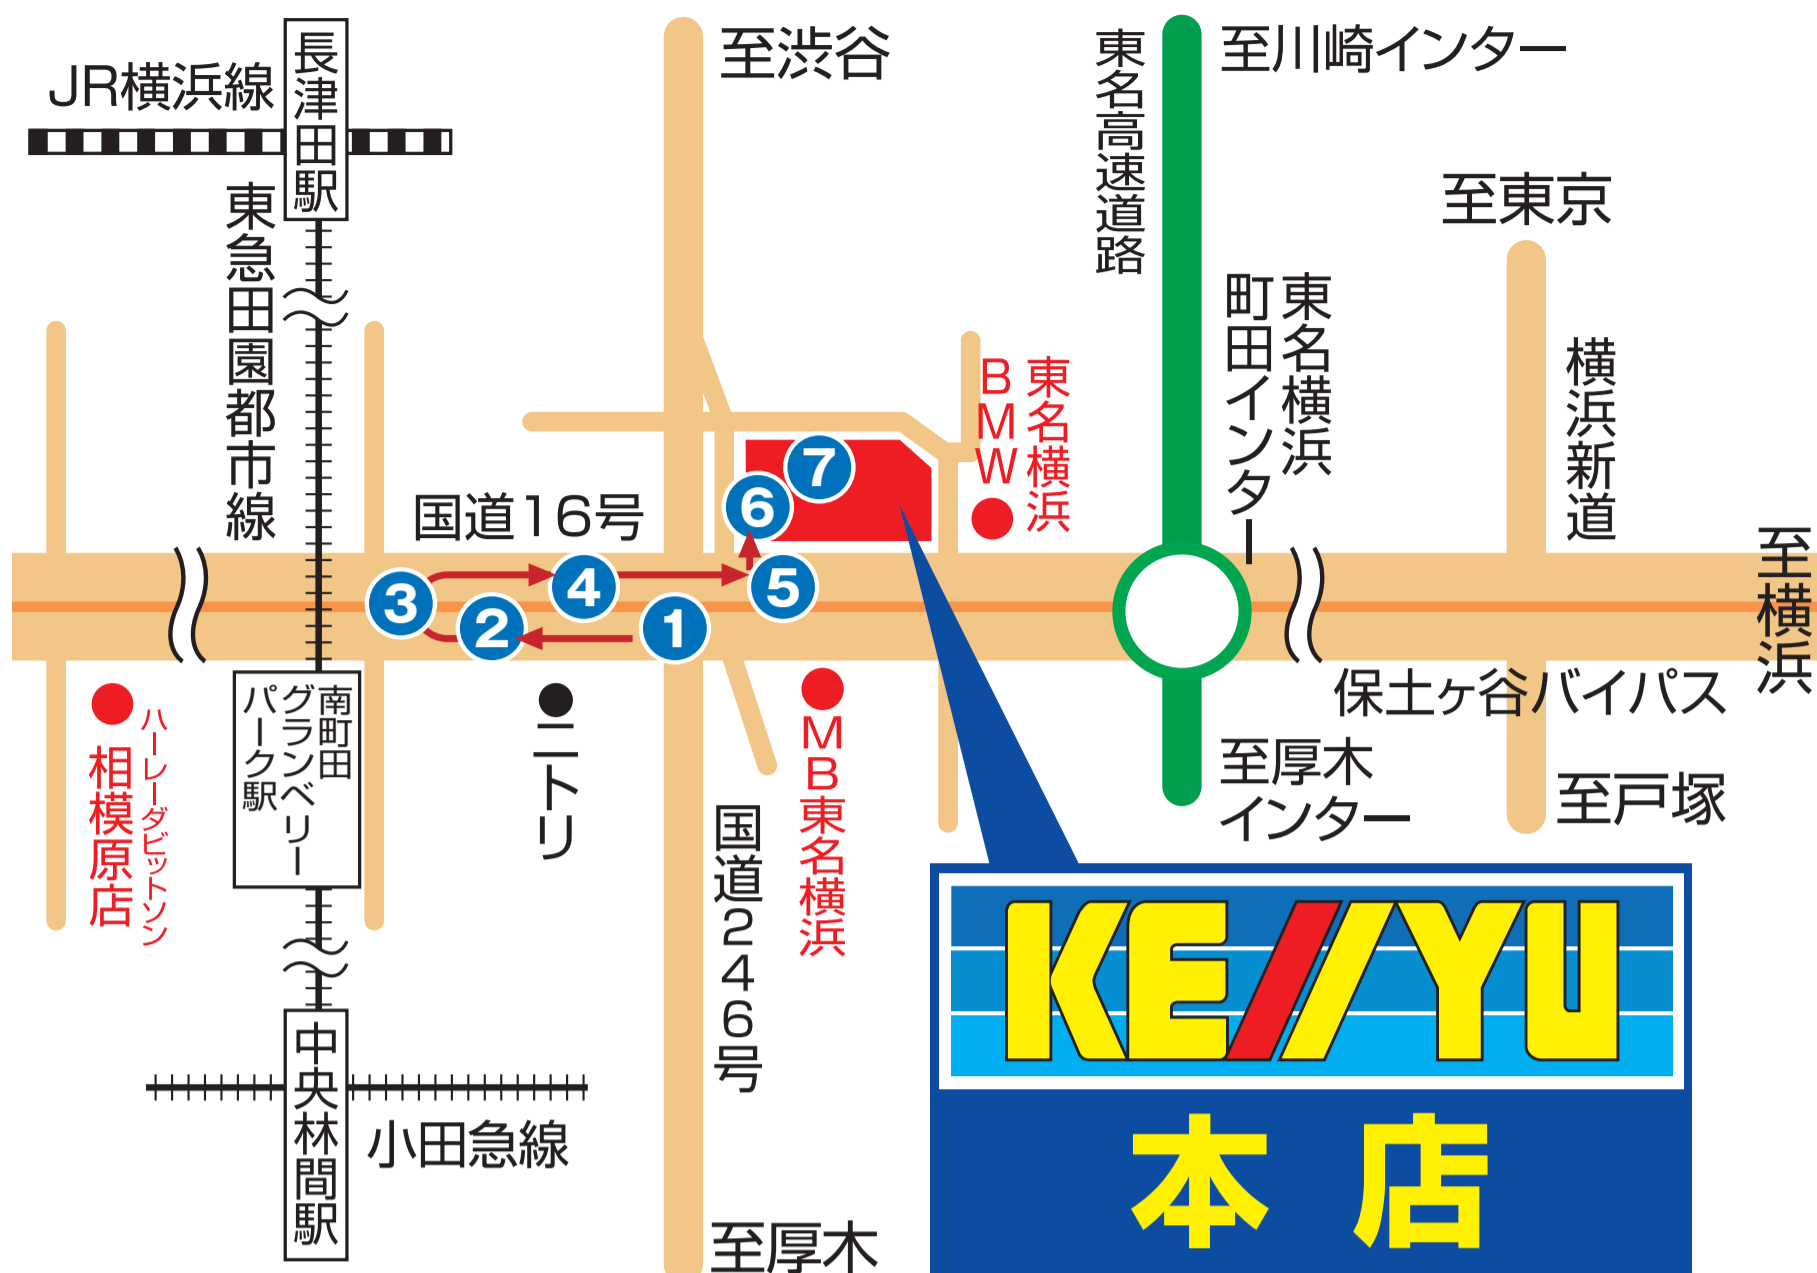 JR横浜線
長津田駅
至渋谷
東名高速道路
至川崎インター
至東京
東急田園都市線
東名横浜
町田インター
横浜新道
東名横浜
BMW
国道16号
7
6
5
4
3
2
1
至横浜
保土ヶ谷バイパス
南町田
グランベリー
パーク駅
ニトリ
MB東名横浜
ハーレーダビットソン
相模原店
至厚木
インター
至戸塚
国道246号
KEIYU
本店
中央林間駅
小田急線
至厚木